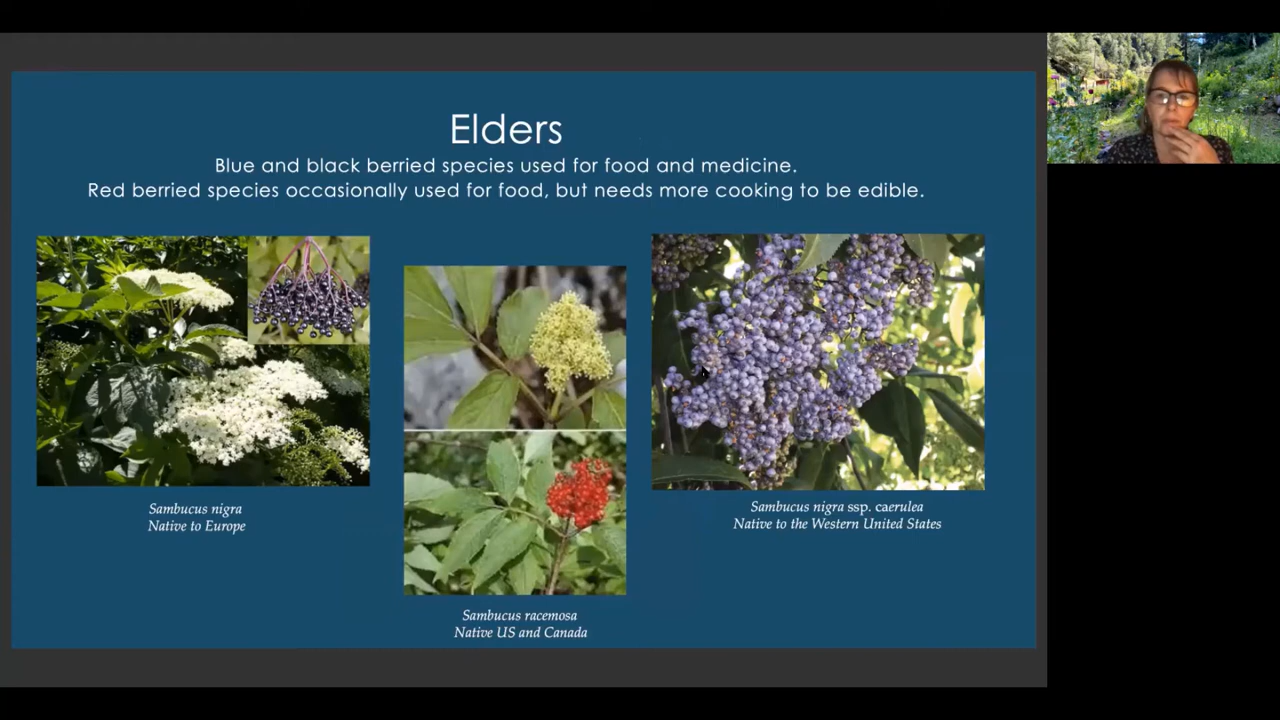 Elders
Blue and black berried species used for food and medicine.
Red berried species occasionally used for food, but needs more cooking to be edible.
Sambucus nigra
Native to Europe
Sambucus racemosa
Native US and Canada
Sambucus nigra ssp. caerulea
Native to the Western United States